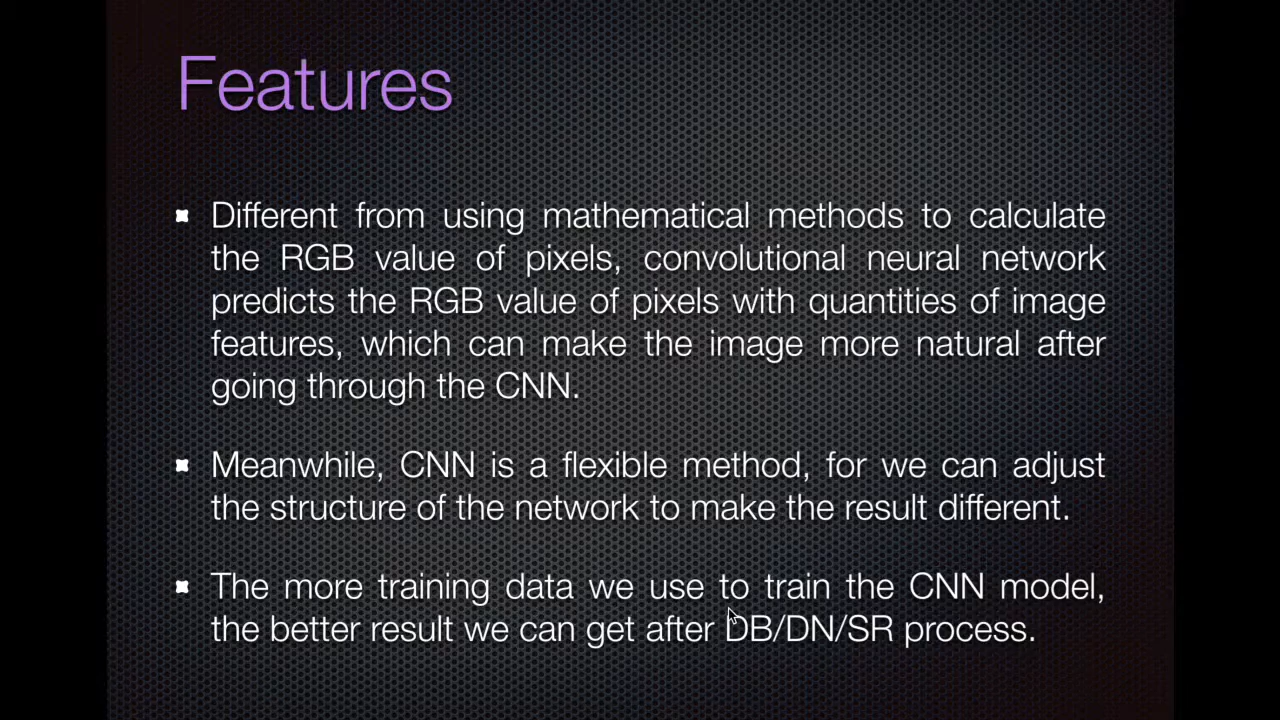 Features
Different from using mathematical methods to calculate
the RGB value of pixels, convolutional neural network
predicts the RGB value of pixels with quantities of image
features, which can make the image more natural after
going through the CNN.
Meanwhile, CNN is a flexible method, for we can adjust
the structure of the network to make the result different.
The more training data we use to train the CNN model,
the better result we can get after DB/DN/SR process.